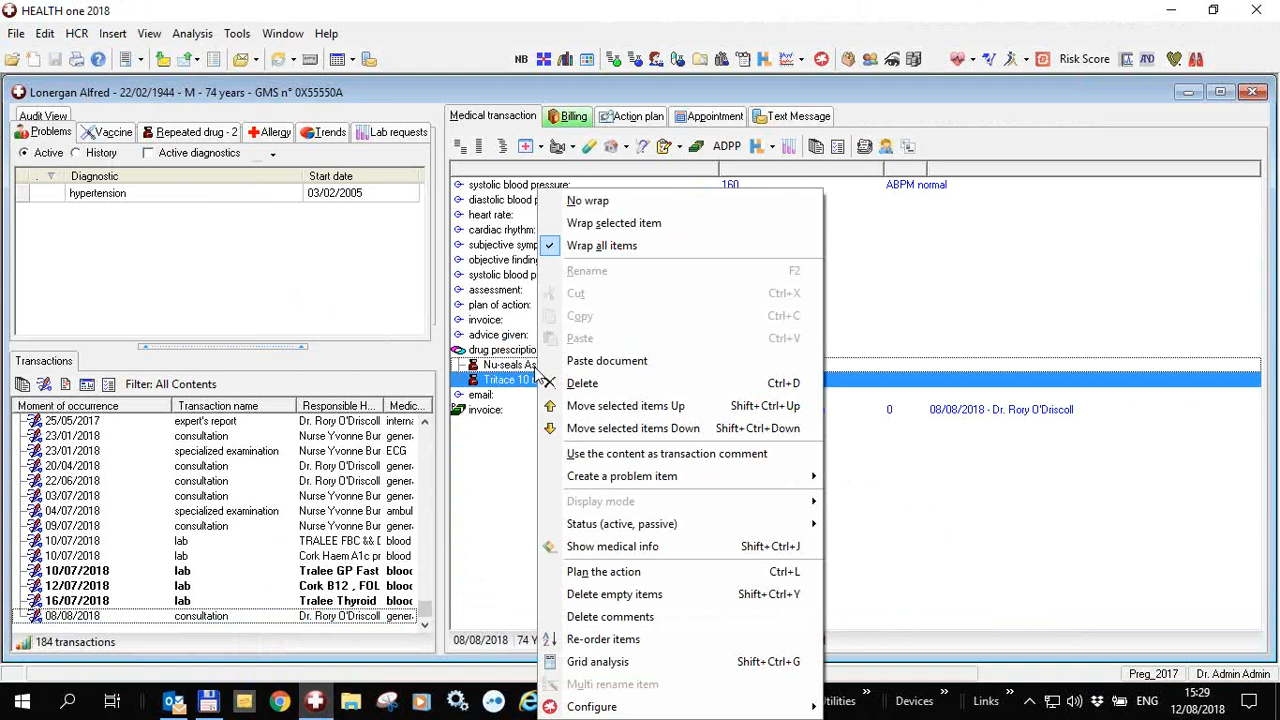 HEALTH one 2018
File Edit HCR Insert View Analysis Tools Window Help
NB Risk Score
Lonergan Alfred - 22/02/1944 - M - 74 years - GMS n° 0X55550A
Audit View
Problems Vaccine Repeated drug - 2 Allergy Trends Lab requests
Active History Active diagnostics
Diagnostic Start date
hypertension 03/02/2005
Transactions
Filter: All Contents
Moment of occurrence Transaction name Responsible H... Medic...
25/05/2017 expert's report Dr. Rory O'Driscoll interna
23/01/2018 consultation Nurse Yvonne Bur gener
23/01/2018 specialized examination Nurse Yvonne Bur ECG
20/04/2018 consultation Dr. Rory O'Driscoll gener
22/06/2018 consultation Dr. Rory O'Driscoll gener
03/07/2018 consultation Nurse Yvonne Bur gener
04/07/2018 specialized examination Nurse Yvonne Bur ambul
09/07/2018 consultation Nurse Yvonne Bur gener
10/07/2018 lab TRALEE FBC && D blood
10/07/2018 lab Cork Haem A1c pr blood
10/07/2018 lab Tralee GP Fast blood
12/07/2018 lab Cork B12 , FOL blood
16/07/2018 lab Tralee Thyroid blood
08/08/2018 consultation Dr. Rory O'Driscoll gener
184 transactions
Medical transaction Billing Action plan Appointment Text Message
ADPP
systolic blood pressure: 160 ABPM normal
diastolic blood p
heart rate:
cardiac rhythm:
subjective symp
objective finding
systolic blood p
assessment:
plan of action:
invoice:
advice given:
drug prescriptio
Nu-seals As
Tritace 10
email:
invoice: 0 08/08/2018 - Dr. Rory O'Driscoll
08/08/2018 74 Y
No wrap
Wrap selected item
Wrap all items
Rename F2
Cut Ctrl+X
Copy Ctrl+C
Paste Ctrl+V
Paste document
Delete Ctrl+D
Move selected items Up Shift+Ctrl+Up
Move selected items Down Shift+Ctrl+Down
Use the content as transaction comment
Create a problem item
Display mode
Status (active, passive)
Show medical info Shift+Ctrl+J
Plan the action Ctrl+L
Delete empty items Shift+Ctrl+Y
Delete comments
Re-order items
Grid analysis Shift+Ctrl+G
Multi rename item
Configure
Preg_2017 Dr. Admin Admin
Utilities Devices Links ENG 15:29
12/08/2018